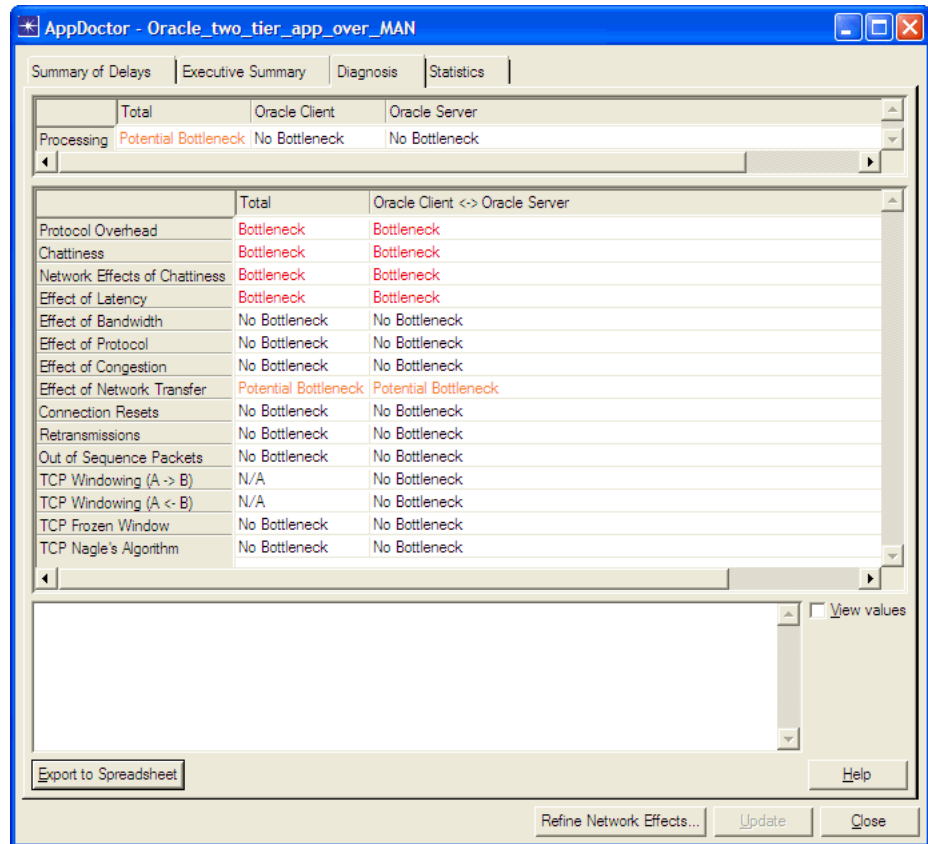 AppDoctor - Oracle_two_tier_app_over_MAN
Summary of Delays Executive Summary Diagnosis Statistics
Total Oracle Client Oracle Server
Processing Potential Bottleneck No Bottleneck No Bottleneck
Total Oracle Client <-> Oracle Server
Protocol Overhead Bottleneck Bottleneck
Chattiness Bottleneck Bottleneck
Network Effects of Chattiness Bottleneck Bottleneck
Effect of Latency Bottleneck Bottleneck
Effect of Bandwidth No Bottleneck No Bottleneck
Effect of Protocol No Bottleneck No Bottleneck
Effect of Congestion No Bottleneck No Bottleneck
Effect of Network Transfer Potential Bottleneck Potential Bottleneck
Connection Resets No Bottleneck No Bottleneck
Retransmissions No Bottleneck No Bottleneck
Out of Sequence Packets No Bottleneck No Bottleneck
TCP Windowing (A -> B) N/A No Bottleneck
TCP Windowing (A <- B) N/A No Bottleneck
TCP Frozen Window No Bottleneck No Bottleneck
TCP Nagle's Algorithm No Bottleneck No Bottleneck
View values
Export to Spreadsheet Help
Refine Network Effects... Update Close